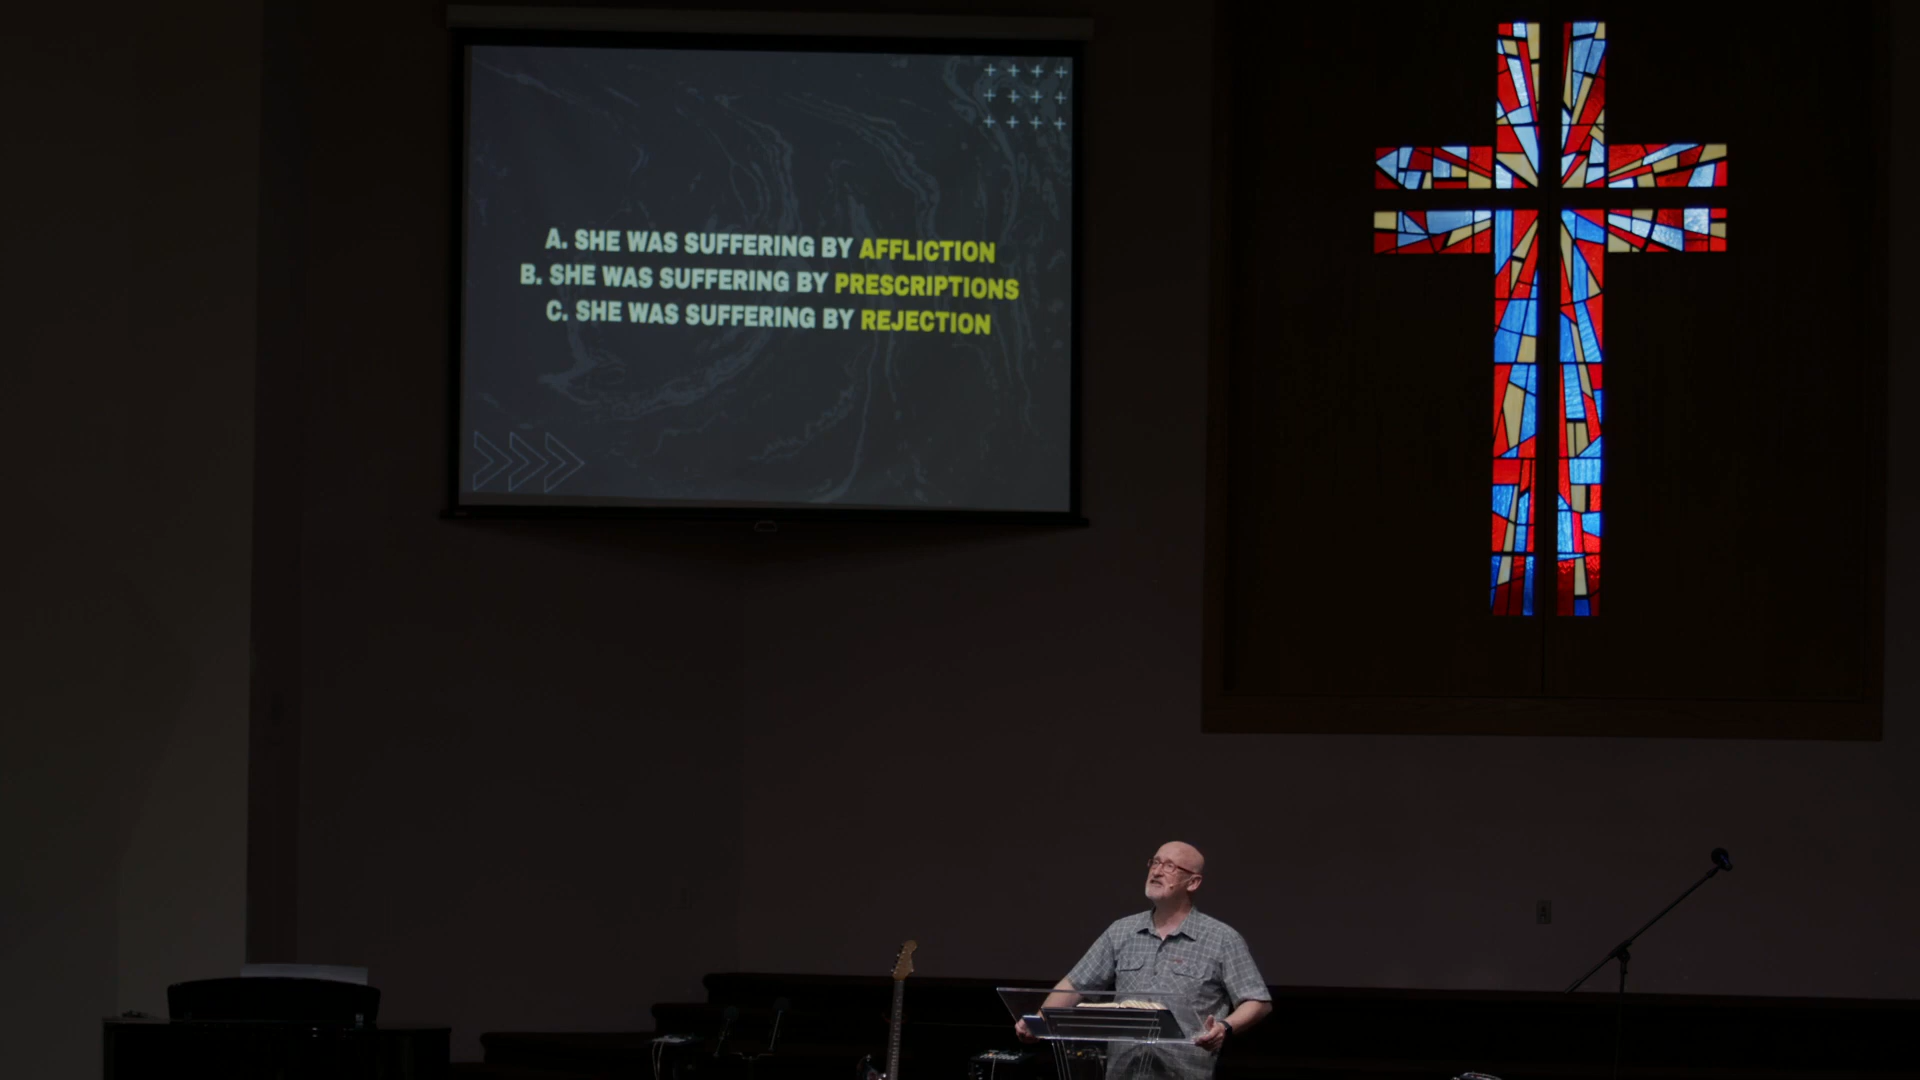 A. SHE WAS SUFFERING BY AFFLICTION
B. SHE WAS SUFFERING BY PRESCRIPTIONS
C. SHE WAS SUFFERING BY REJECTION